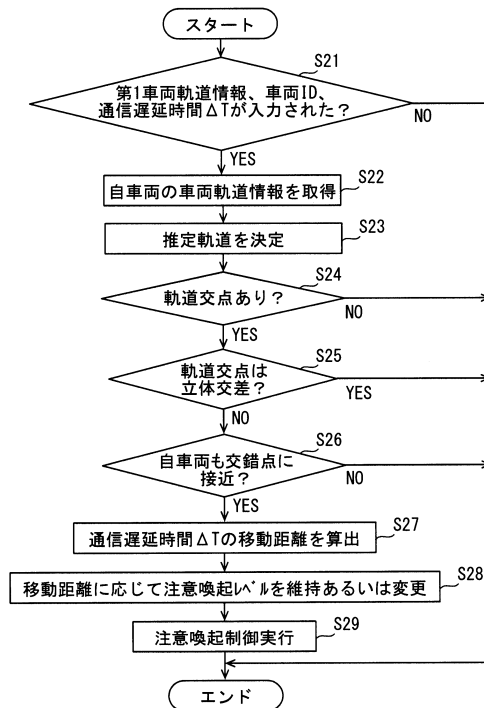 スタート
S21
第1車両軌道情報、車両ID、
通信遅延時間ΔTが入力された?
NO
YES
S22
自車両の車両軌道情報を取得
S23
推定軌道を決定
S24
軌道交点あり?
NO
YES
S25
軌道交点は
立体交差?
YES
NO
S26
自車両も交錯点に
接近?
NO
YES
S27
通信遅延時間ΔTの移動距離を算出
S28
移動距離に応じて注意喚起レベルを維持あるいは変更
S29
注意喚起制御実行
エンド